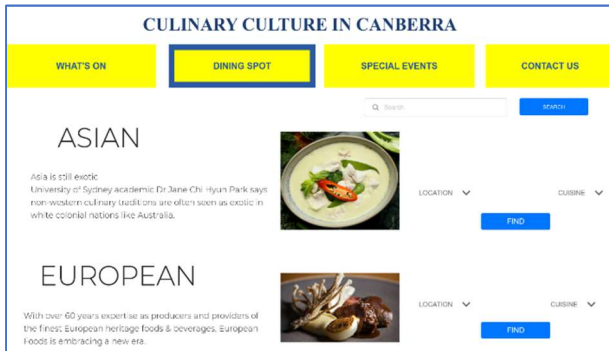 CULINARY CULTURE IN CANBERRA
WHAT'S ON
DINING SPOT
SPECIAL EVENTS
CONTACT US
Search
SEARCH
ASIAN
Asia is still exotic
University of Sydney academic Dr Jane Chi Hyun Park says
non-western culinary traditions are often seen as exotic in
white colonial nations like Australia.
LOCATION
CUISINE
FIND
EUROPEAN
With over 60 years expertise as producers and providers of
the finest European heritage foods & beverages, European
Foods is embracing a new era.
LOCATION
CUISINE
FIND